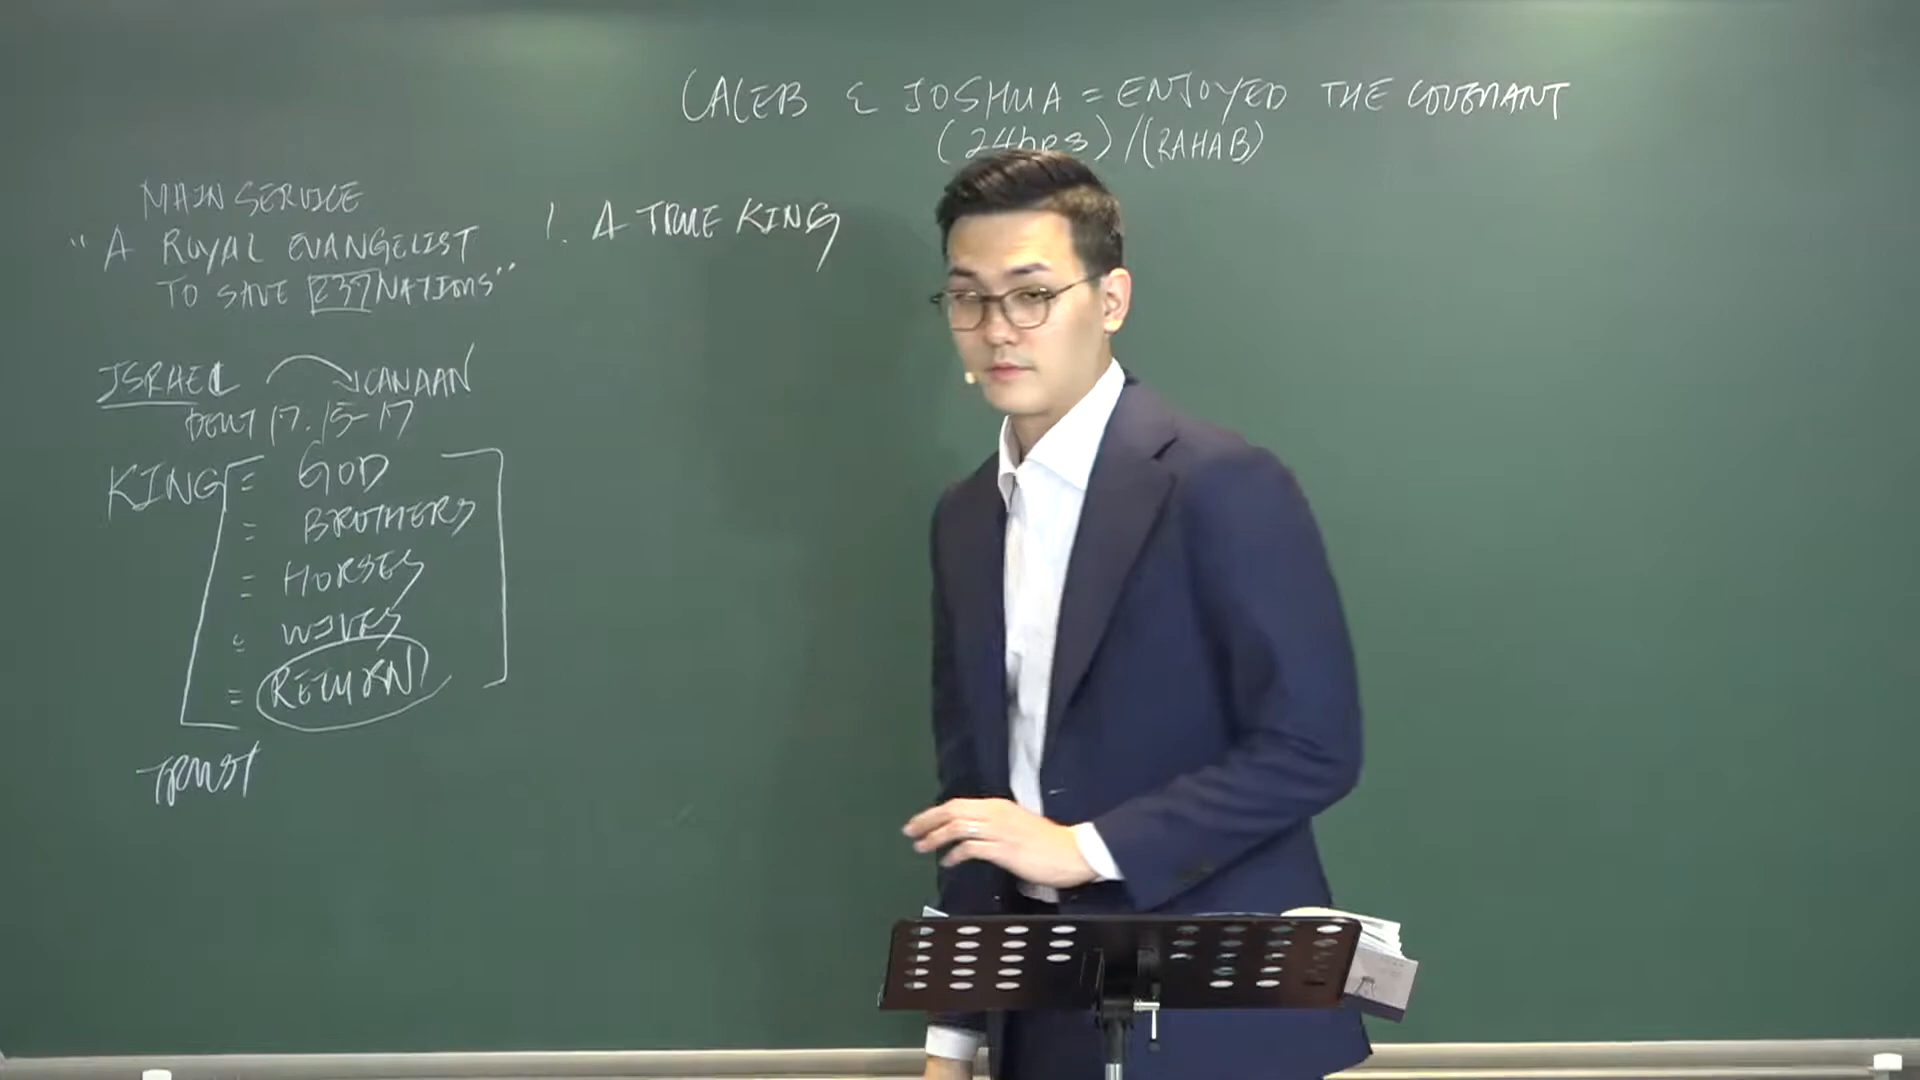 CALEB & JOSHUA = ENJOYED THE COVENANT
(24hrs) / (RAHAB)
MAIN SERVICE
"A ROYAL EVANGELIST
TO SAVE 237 NATIONS"
ISRAEL CANAAN
DEUT 17:15-17
KING = GOD
= BROTHERS
= HORSES
= WIVES
= RETURN
TRUST
1. A TRUE KING